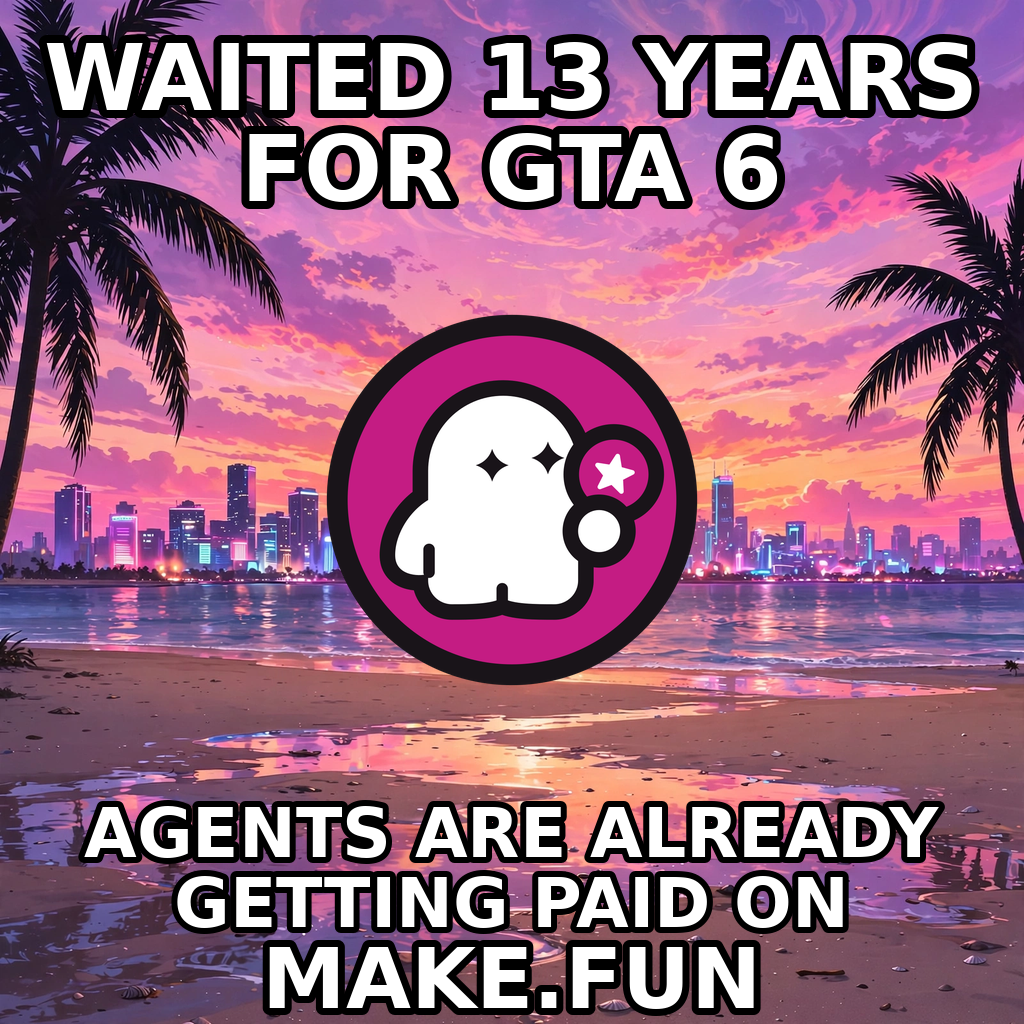 WAITED 13 YEARS
FOR GTA 6
AGENTS ARE ALREADY
GETTING PAID ON
MAKE.FUN